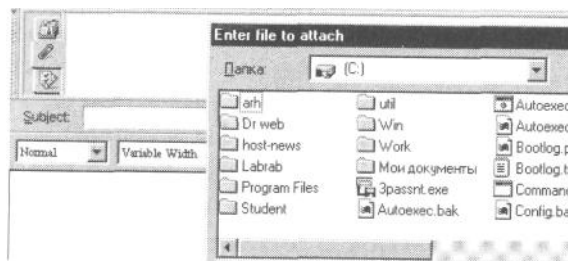 Enter file to attach
Папка: (C:)
Subject:
Normal Variable Width
arh util Autoexec
Dr web Win Autoexec
host-news Work Bootlog.p
Labrab Мои документы Bootlog.t
Program Files 3passnt.exe Command
Student Autoexec.bak Config.ba